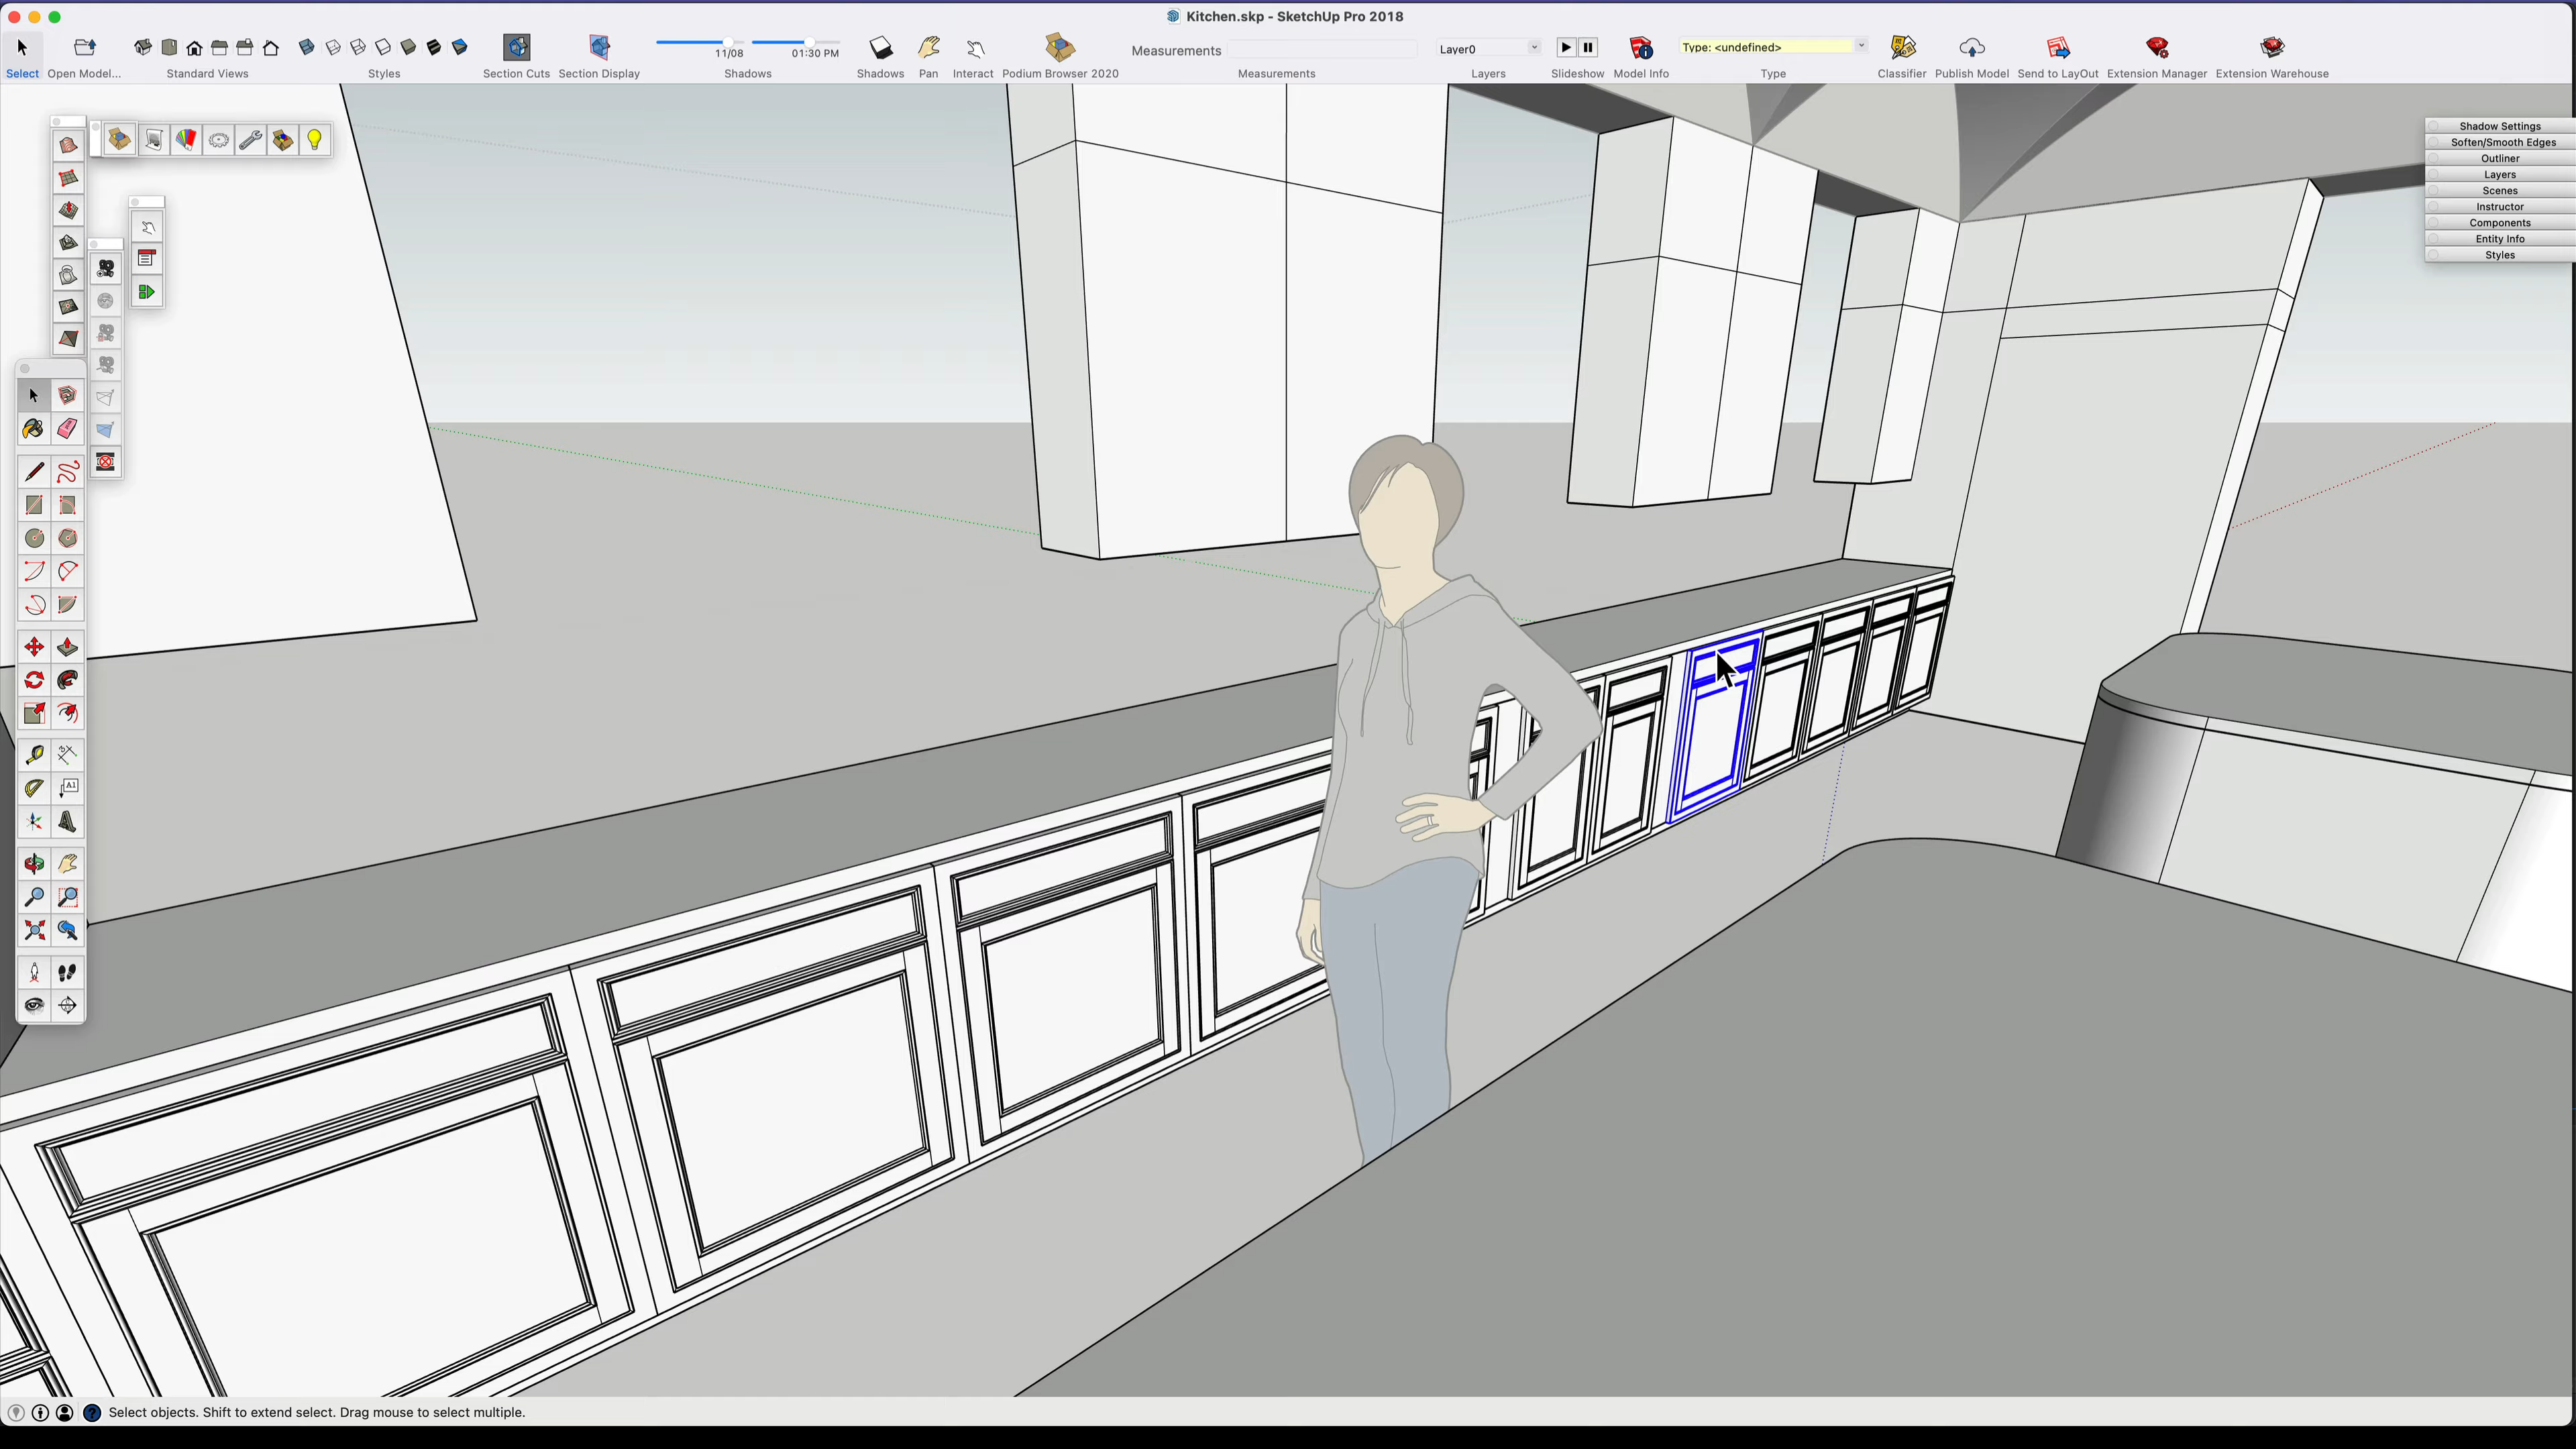 Kitchen.skp - SketchUp Pro 2018
Measurements
Layer0
Type: <undefined>
11/08
01:30 PM
Select
Open Model...
Standard Views
Styles
Section Cuts
Section Display
Shadows
Shadows
Pan
Interact
Podium Browser 2020
Measurements
Layers
Slideshow
Model Info
Type
Classifier
Publish Model
Send to LayOut
Extension Manager
Extension Warehouse
Shadow Settings
Soften/Smooth Edges
Outliner
Layers
Scenes
Instructor
Components
Entity Info
Styles
A1
Select objects. Shift to extend select. Drag mouse to select multiple.